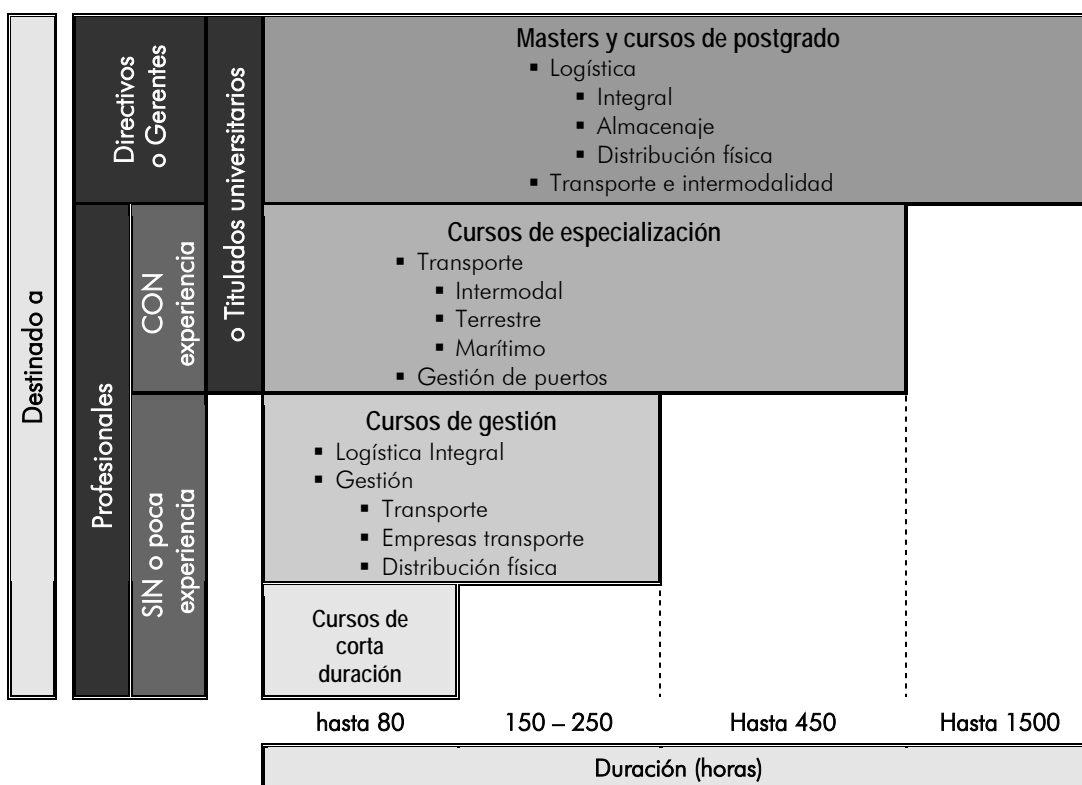 Destinado a
Directivos
o Gerentes
o Titulados universitarios
Profesionales
CON
experiencia
SIN o poca
experiencia
Masters y cursos de postgrado
▪ Logística
▪ Integral
▪ Almacenaje
▪ Distribución física
▪ Transporte e intermodalidad
Cursos de especialización
▪ Transporte
▪ Intermodal
▪ Terrestre
▪ Marítimo
▪ Gestión de puertos
Cursos de gestión
▪ Logística Integral
▪ Gestión
▪ Transporte
▪ Empresas transporte
▪ Distribución física
Cursos de
corta
duración
hasta 80 150 – 250 Hasta 450 Hasta 1500
Duración (horas)